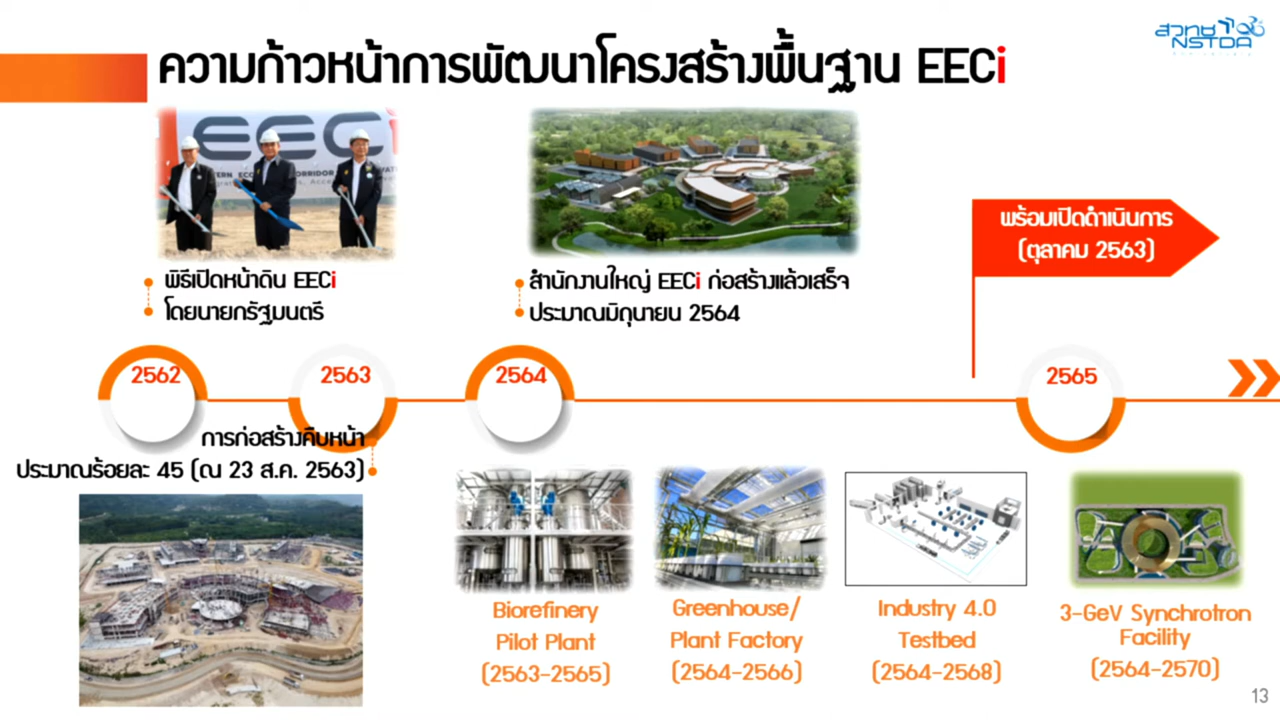 สวทช
NSTDA
ความก้าวหน้าการพัฒนาโครงสร้างพื้นฐาน EECi
EECi
พิธีเปิดหน้าดิน EECi
โดยนายกรัฐมนตรี
สำนักงานใหญ่ EECi ก่อสร้างแล้วเสร็จ
ประมาณมิถุนายน 2564
พร้อมเปิดดำเนินการ
(ตุลาคม 2563)
2562
2563
2564
2565
การก่อสร้างคืบหน้า
ประมาณร้อยละ 45 (ณ 23 ส.ค. 2563)
Biorefinery
Pilot Plant
(2563-2565)
Greenhouse/
Plant Factory
(2564-2566)
Industry 4.0
Testbed
(2564-2568)
3-GeV Synchrotron
Facility
(2564-2570)
13